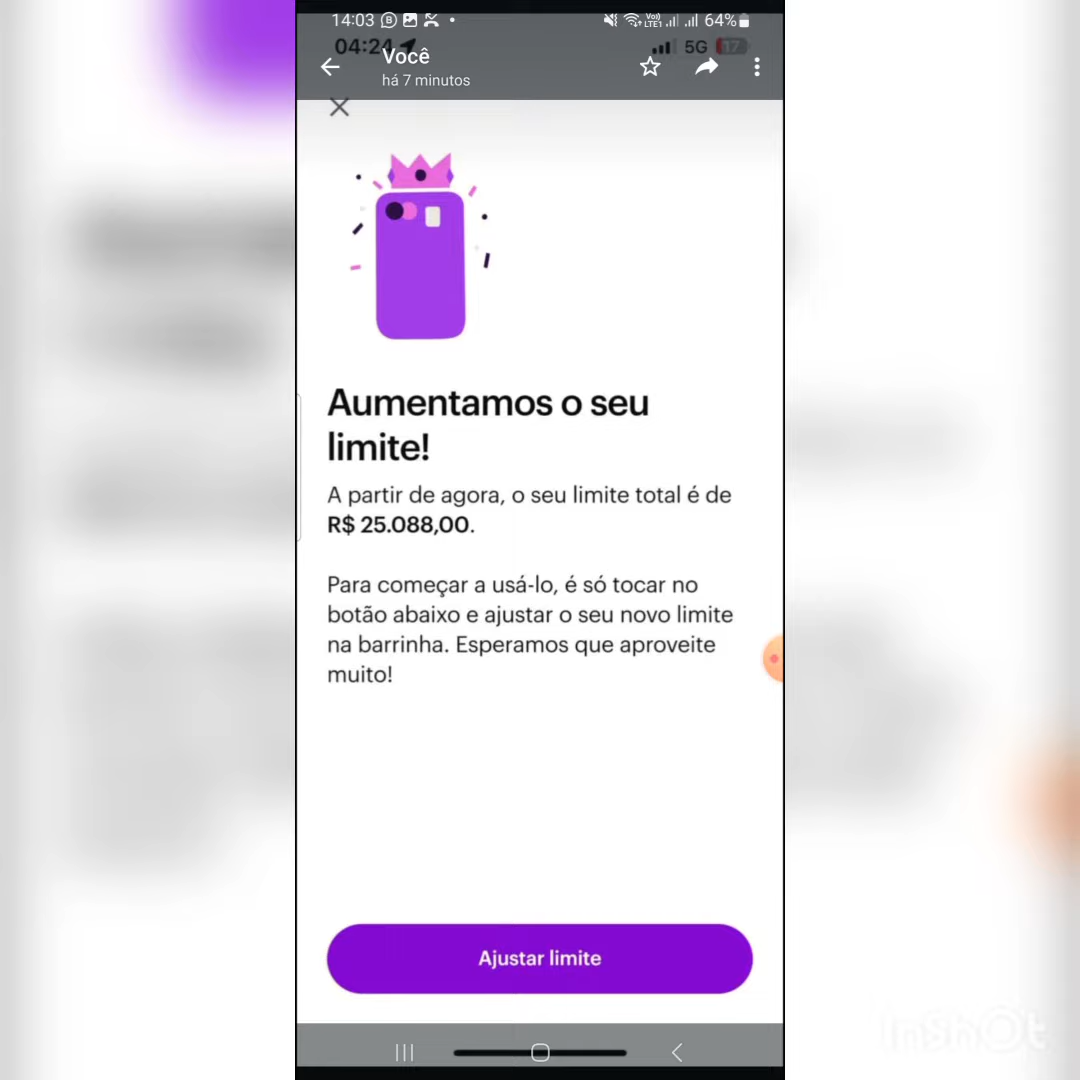 14:03
64%
04:24
5G
17
Você
há 7 minutos
Aumentamos o seu
limite!
A partir de agora, o seu limite total é de
R$ 25.088,00.
Para começar a usá-lo, é só tocar no
botão abaixo e ajustar o seu novo limite
na barrinha. Esperamos que aproveite
muito!
Ajustar limite
InShOt